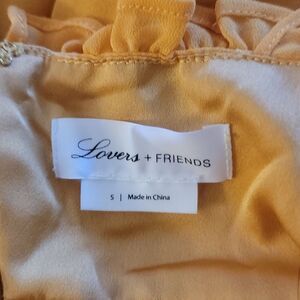 Lovers + FRIENDS
S | Made in China